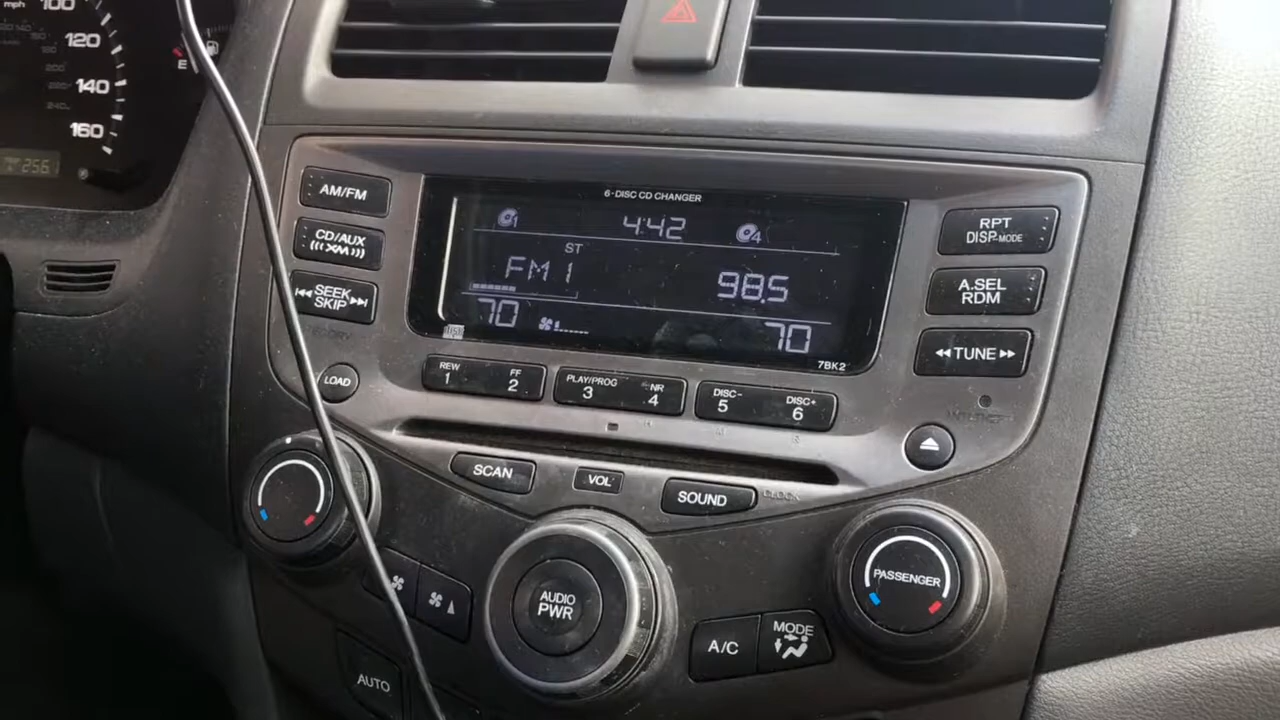 mph
100
120
140
160
E
256
6-DISC CD CHANGER
AM/FM
CD/AUX
(((XM)))
SEEK
SKIP
LOAD
1
4:42
4
ST
FM1
98.5
70
70
7BK2
RPT
DISP-MODE
A.SEL
RDM
TUNE
REW
1
FF
2
PLAY/PROG
3
NR
4
DISC-
5
DISC+
6
SCAN
VOL
SOUND
CLOCK
AUDIO
PWR
PASSENGER
A/C
MODE
AUTO